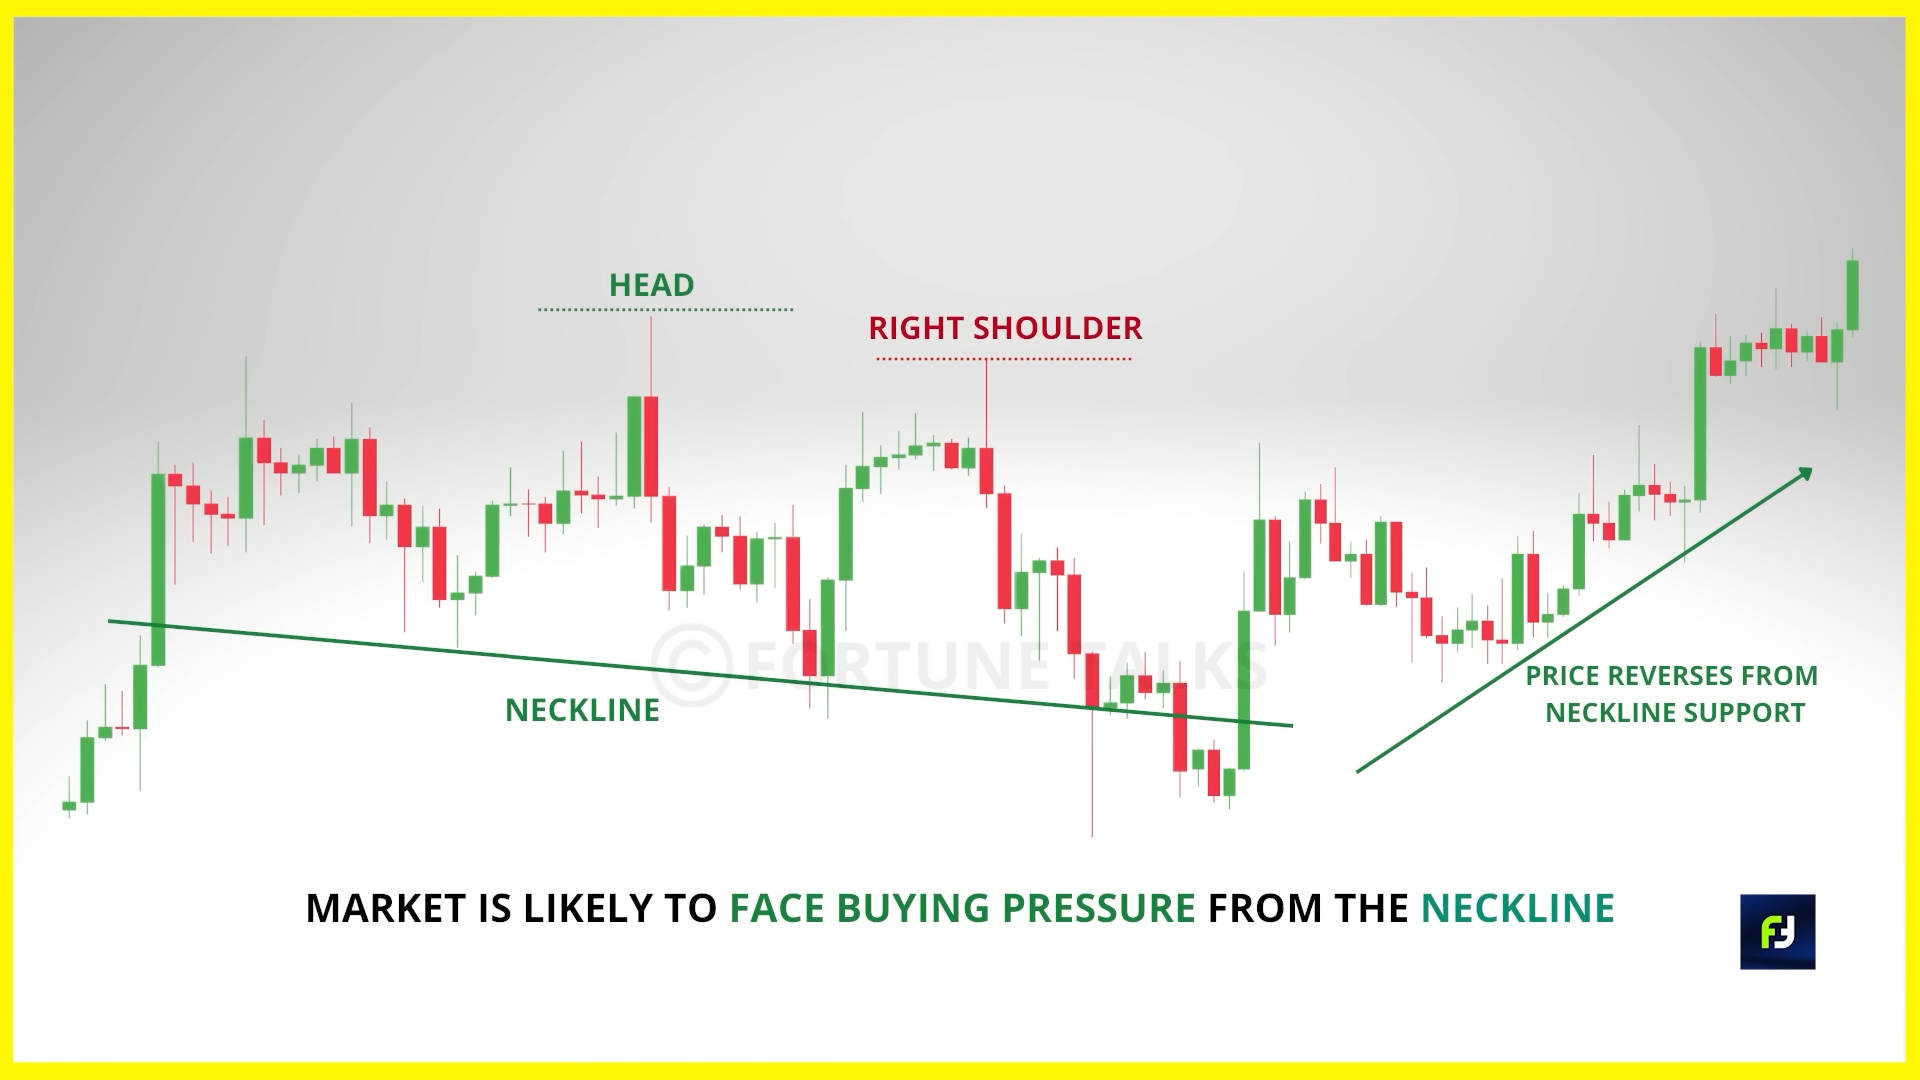 HEAD
RIGHT SHOULDER
© FORTUNE TALKS
NECKLINE
PRICE REVERSES FROM
NECKLINE SUPPORT
MARKET IS LIKELY TO FACE BUYING PRESSURE FROM THE NECKLINE